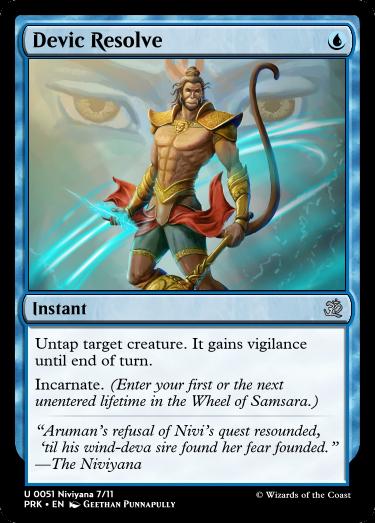 Devic Resolve
Instant
Untap target creature. It gains vigilance
until end of turn.
Incarnate. (Enter your first or the next
unentered lifetime in the Wheel of Samsara.)
“Aruman’s refusal of Nivi’s quest resounded,
’til his wind-deva sire found her fear founded.”
—The Niviyana
U 0051 Niviyana 7/11
PRK • EN Geethan Punnapully
© Wizards of the Coast